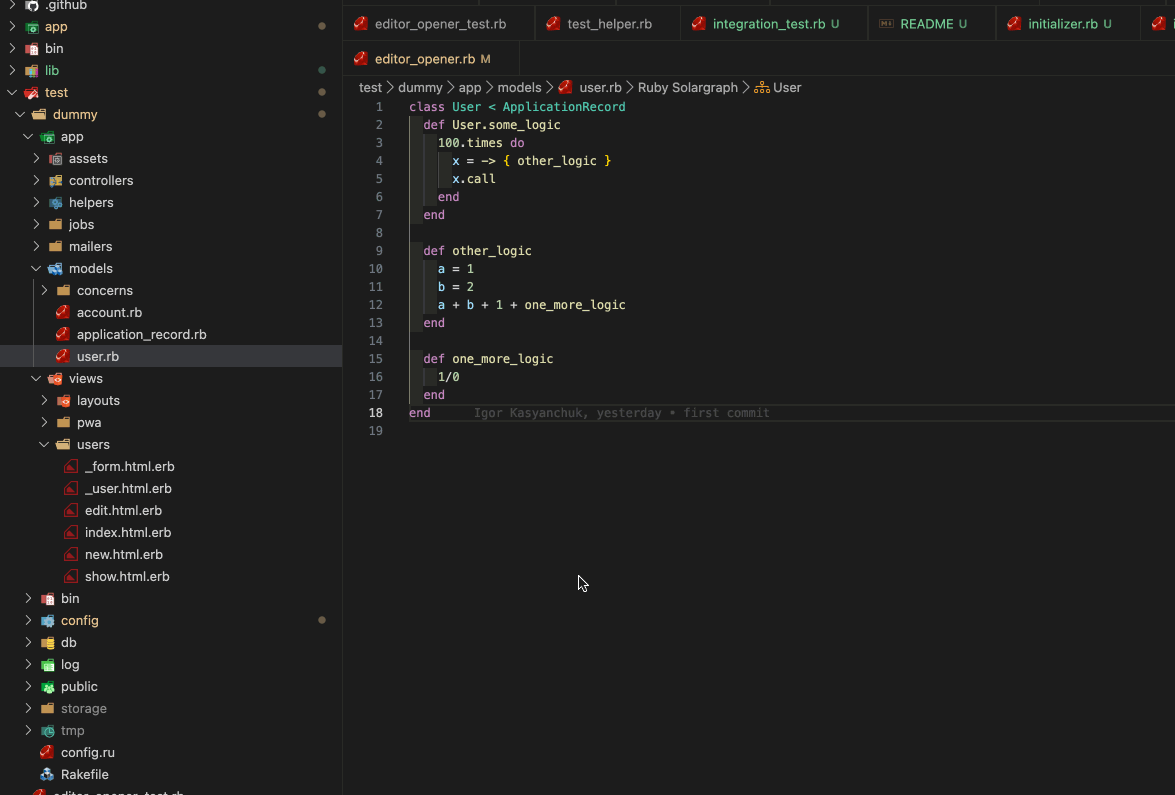 .github
app
bin
lib
test
dummy
app
assets
controllers
helpers
jobs
mailers
models
concerns
account.rb
application_record.rb
user.rb
views
layouts
pwa
users
_form.html.erb
_user.html.erb
edit.html.erb
index.html.erb
new.html.erb
show.html.erb
bin
config
db
log
public
storage
tmp
config.ru
Rakefile
editor_opener_test.rb
editor_opener_test.rb test_helper.rb integration_test.rb U README U initializer.rb U
editor_opener.rb M
test > dummy > app > models > user.rb > Ruby Solargraph > User
1 class User < ApplicationRecord
2 def User.some_logic
3 100.times do
4 x = -> { other_logic }
5 x.call
6 end
7 end
8
9 def other_logic
10 a = 1
11 b = 2
12 a + b + 1 + one_more_logic
13 end
14
15 def one_more_logic
16 1/0
17 end
18 end Igor Kasyanchuk, yesterday • first commit
19